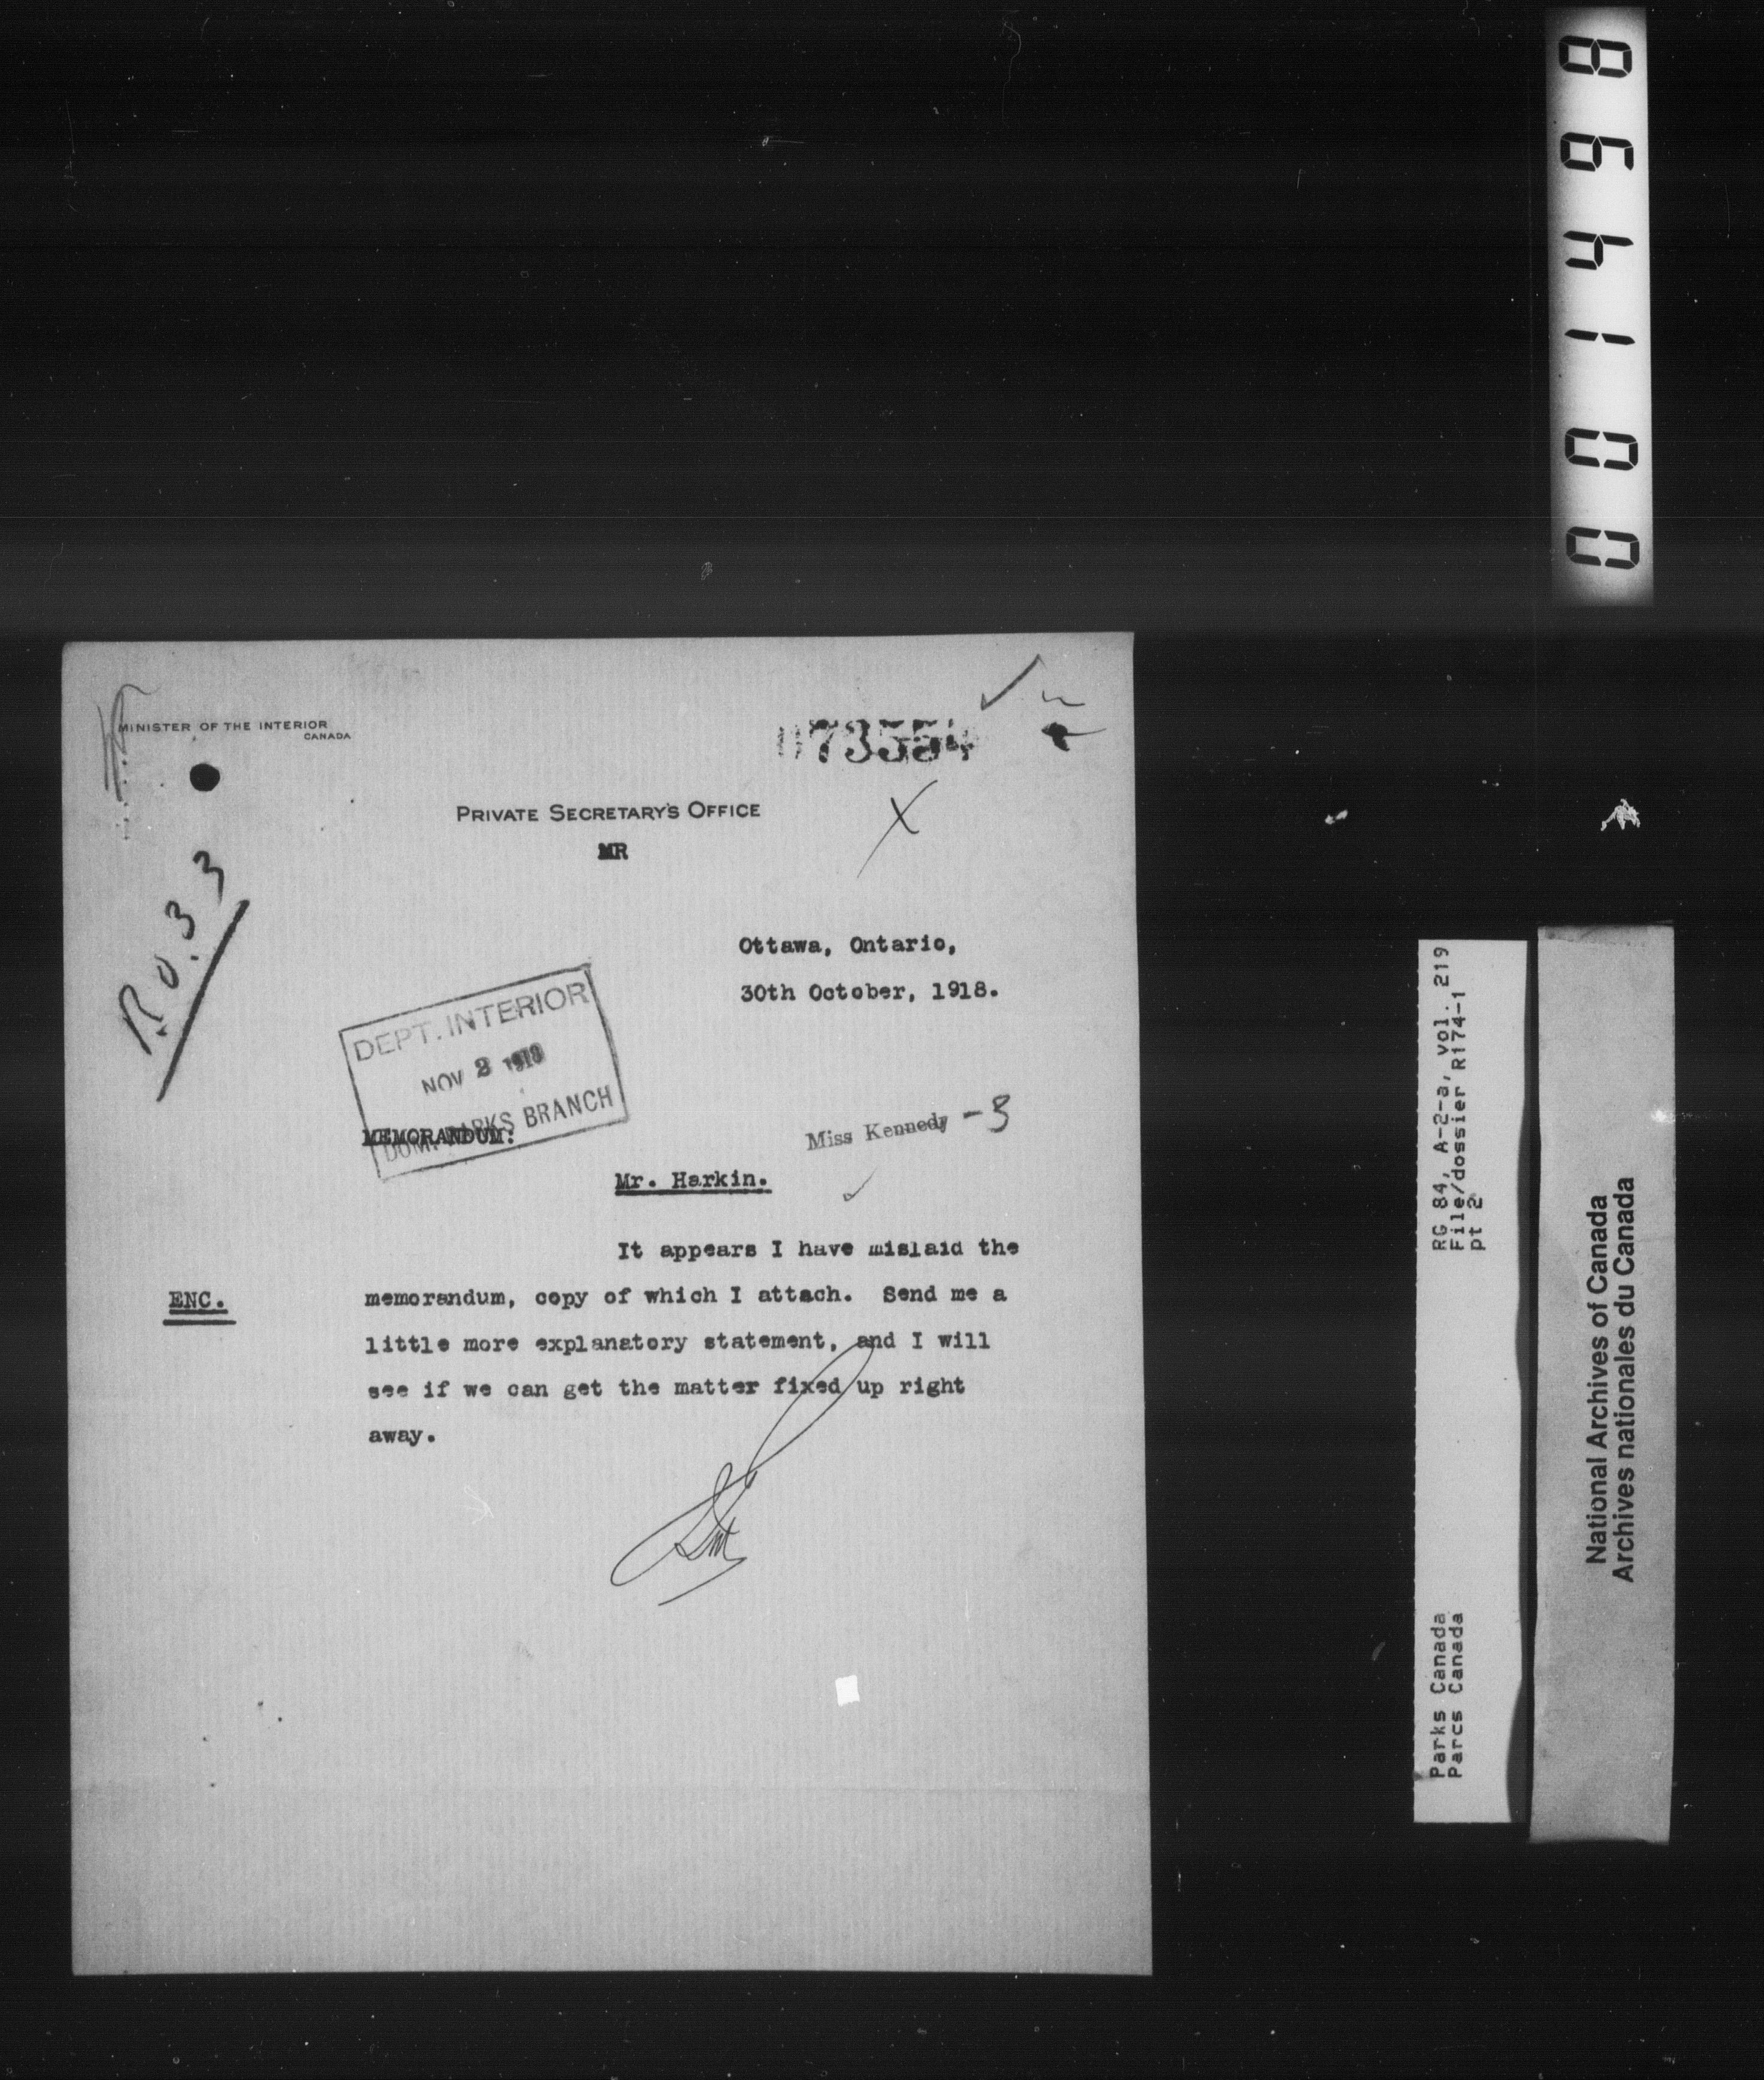 MINISTER OF THE INTERIOR
CANADA
073554
PRIVATE SECRETARY'S OFFICE
MR
R.o. 33
Ottawa, Ontario,
30th October, 1918.
DEPT. INTERIOR
NOV 2 1918
DOM. PARKS BRANCH
MEMORANDUM:
Miss Kennedy - 3
Mr. Harkin.
It appears I have mislaid the
ENC.
memorandum, copy of which I attach. Send me a
little more explanatory statement, and I will
see if we can get the matter fixed up right
away.
001468
RG 84, A-2-a, vol. 219
File/dossier R174-1
pt 2
Parks Canada
Parcs Canada
National Archives of Canada
Archives nationales du Canada